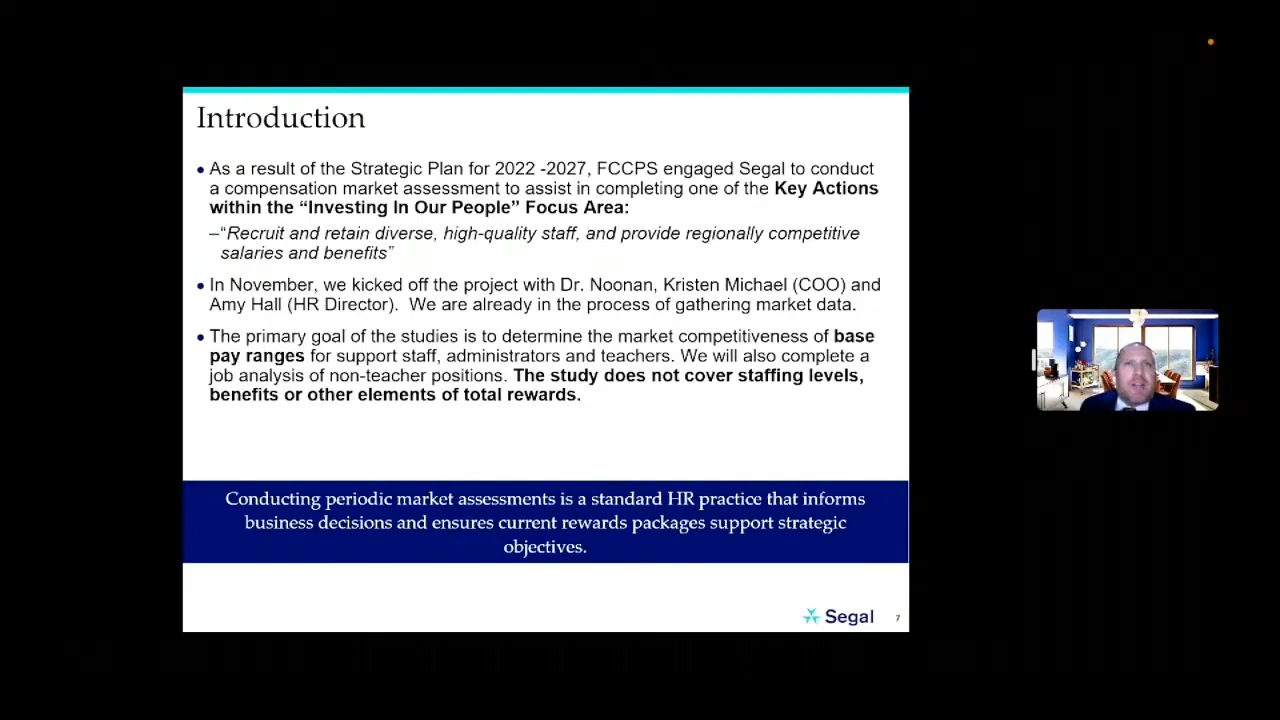 Introduction
• As a result of the Strategic Plan for 2022 -2027, FCCPS engaged Segal to conduct
a compensation market assessment to assist in completing one of the Key Actions
within the “Investing In Our People” Focus Area:
–“Recruit and retain diverse, high-quality staff, and provide regionally competitive
salaries and benefits”
• In November, we kicked off the project with Dr. Noonan, Kristen Michael (COO) and
Amy Hall (HR Director).  We are already in the process of gathering market data.
• The primary goal of the studies is to determine the market competitiveness of base
pay ranges for support staff, administrators and teachers. We will also complete a
job analysis of non-teacher positions. The study does not cover staffing levels,
benefits or other elements of total rewards.
Conducting periodic market assessments is a standard HR practice that informs
business decisions and ensures current rewards packages support strategic
objectives.
Segal 7